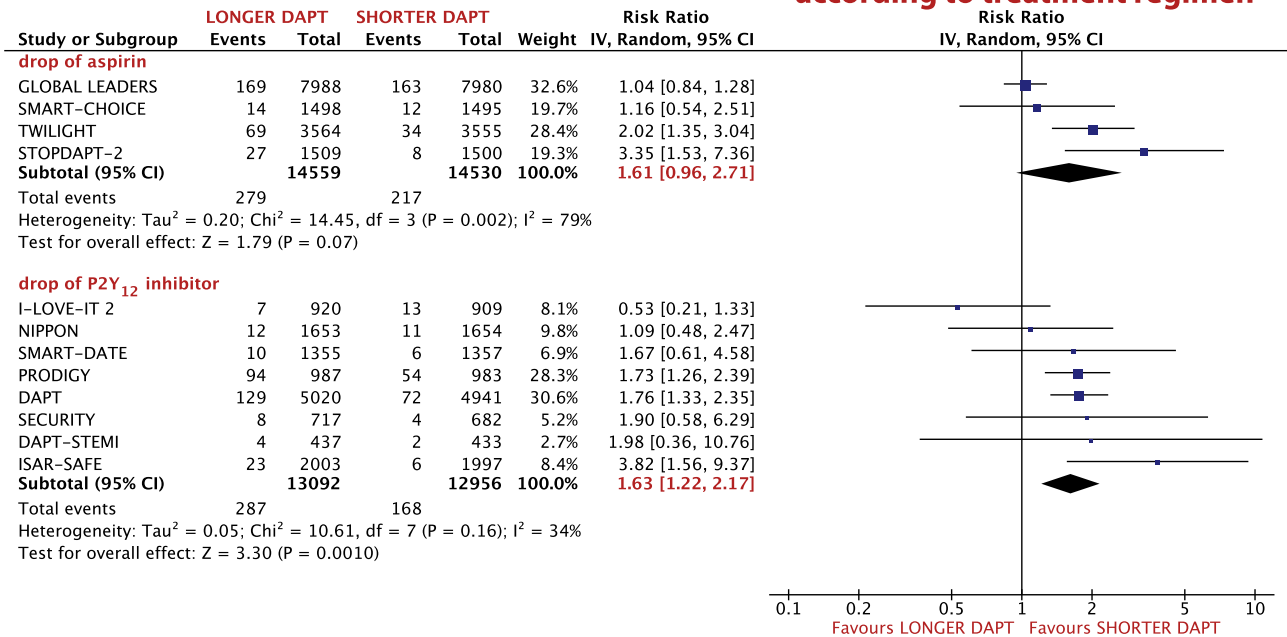 according to treatment regimen
LONGER DAPT SHORTER DAPT Risk Ratio Risk Ratio
Study or Subgroup Events Total Events Total Weight IV, Random, 95% CI IV, Random, 95% CI
drop of aspirin
GLOBAL LEADERS 169 7988 163 7980 32.6% 1.04 [0.84, 1.28]
SMART-CHOICE 14 1498 12 1495 19.7% 1.16 [0.54, 2.51]
TWILIGHT 69 3564 34 3555 28.4% 2.02 [1.35, 3.04]
STOPDAPT-2 27 1509 8 1500 19.3% 3.35 [1.53, 7.36]
Subtotal (95% CI) 14559 14530 100.0% 1.61 [0.96, 2.71]
Total events 279 217
Heterogeneity: Tau² = 0.20; Chi² = 14.45, df = 3 (P = 0.002); I² = 79%
Test for overall effect: Z = 1.79 (P = 0.07)
drop of P2Y₁₂ inhibitor
I-LOVE-IT 2 7 920 13 909 8.1% 0.53 [0.21, 1.33]
NIPPON 12 1653 11 1654 9.8% 1.09 [0.48, 2.47]
SMART-DATE 10 1355 6 1357 6.9% 1.67 [0.61, 4.58]
PRODIGY 94 987 54 983 28.3% 1.73 [1.26, 2.39]
DAPT 129 5020 72 4941 30.6% 1.76 [1.33, 2.35]
SECURITY 8 717 4 682 5.2% 1.90 [0.58, 6.29]
DAPT-STEMI 4 437 2 433 2.7% 1.98 [0.36, 10.76]
ISAR-SAFE 23 2003 6 1997 8.4% 3.82 [1.56, 9.37]
Subtotal (95% CI) 13092 12956 100.0% 1.63 [1.22, 2.17]
Total events 287 168
Heterogeneity: Tau² = 0.05; Chi² = 10.61, df = 7 (P = 0.16); I² = 34%
Test for overall effect: Z = 3.30 (P = 0.0010)
0.1 0.2 0.5 1 2 5 10
Favours LONGER DAPT Favours SHORTER DAPT